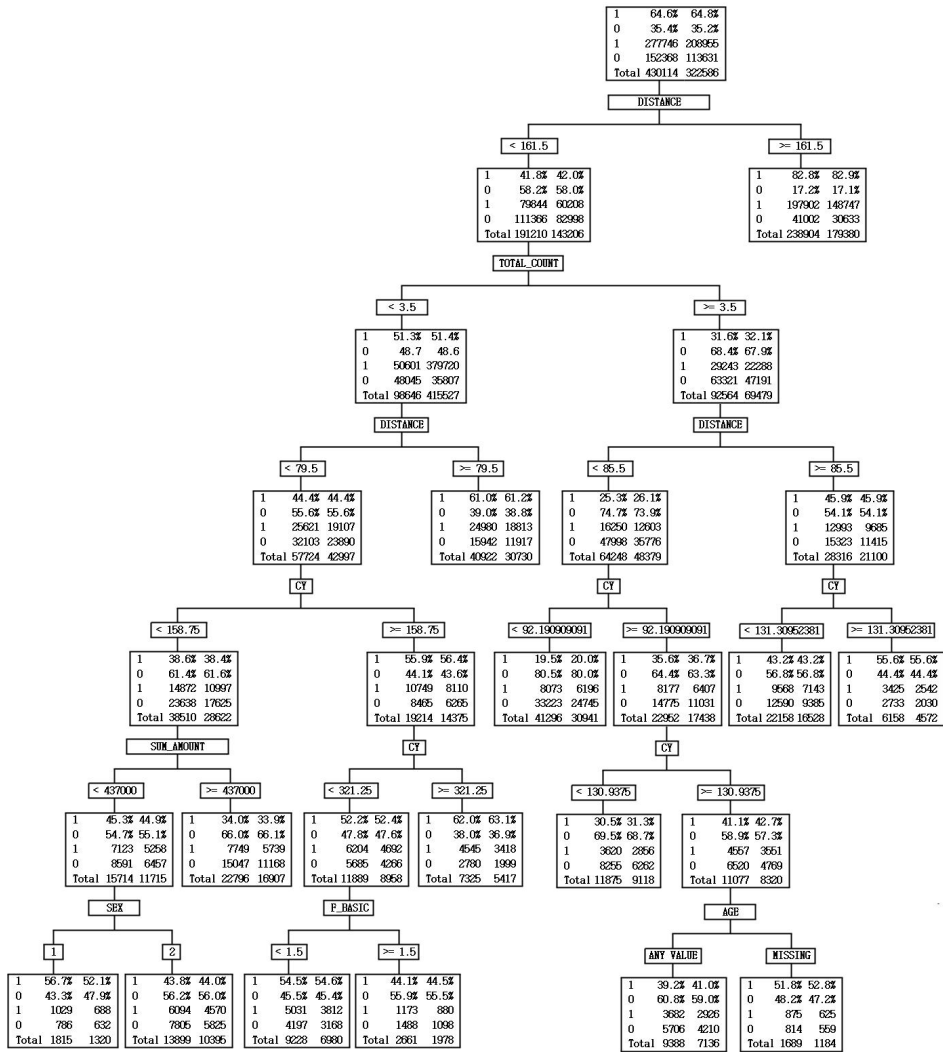 1 64.6% 64.8%
0 35.4% 35.2%
1 277746 208955
0 152368 113631
Total 430114 322586
DISTANCE
< 161.5
>= 161.5
1 41.8% 42.0%
0 58.2% 58.0%
1 79844 60208
0 111366 82998
Total 191210 143206
1 82.8% 82.9%
0 17.2% 17.1%
1 197902 148747
0 41002 30633
Total 238904 179380
TOTAL_COUNT
< 3.5
>= 3.5
1 51.3% 51.4%
0 48.7 48.6
1 50601 379720
0 48045 35807
Total 98646 415527
1 31.6% 32.1%
0 68.4% 67.9%
1 29243 22288
0 63321 47191
Total 92564 69479
DISTANCE
DISTANCE
< 79.5
>= 79.5
< 85.5
>= 85.5
1 44.4% 44.4%
0 55.6% 55.6%
1 25621 19107
0 32103 23890
Total 57724 42997
1 61.0% 61.2%
0 39.0% 38.8%
1 24980 18813
0 15942 11917
Total 40922 30730
1 25.3% 26.1%
0 74.7% 73.9%
1 16250 12603
0 47998 35776
Total 64248 48379
1 45.9% 45.9%
0 54.1% 54.1%
1 12993 9685
0 15323 11415
Total 28316 21100
CY
CY
CY
< 158.75
>= 158.75
< 92.190909091
>= 92.190909091
< 131.30952381
>= 131.30952381
1 38.6% 38.4%
0 61.4% 61.6%
1 14872 10997
0 23638 17625
Total 38510 28622
1 55.9% 56.4%
0 44.1% 43.6%
1 10749 8110
0 8465 6265
Total 19214 14375
1 19.5% 20.0%
0 80.5% 80.0%
1 8073 6196
0 33223 24745
Total 41296 30941
1 35.6% 36.7%
0 64.4% 63.3%
1 8177 6407
0 14775 11031
Total 22952 17438
1 43.2% 43.2%
0 56.8% 56.8%
1 9568 7143
0 12590 9385
Total 22158 16528
1 55.6% 55.6%
0 44.4% 44.4%
1 3425 2542
0 2733 2030
Total 6158 4572
SUM_AMOUNT
CY
CY
< 437000
>= 437000
< 321.25
>= 321.25
< 130.9375
>= 130.9375
1 45.3% 44.9%
0 54.7% 55.1%
1 7123 5258
0 8591 6457
Total 15714 11715
1 34.0% 33.9%
0 66.0% 66.1%
1 7749 5739
0 15047 11168
Total 22796 16907
1 52.2% 52.4%
0 47.8% 47.6%
1 6204 4692
0 5685 4266
Total 11889 8958
1 62.0% 63.1%
0 38.0% 36.9%
1 4545 3418
0 2780 1999
Total 7325 5417
1 30.5% 31.3%
0 69.5% 68.7%
1 3620 2856
0 8255 6262
Total 11875 9118
1 41.1% 42.7%
0 58.9% 57.3%
1 4557 3551
0 6520 4769
Total 11077 8320
SEX
F_BASIC
AGE
1
2
< 1.5
>= 1.5
ANY VALUE
MISSING
1 56.7% 52.1%
0 43.3% 47.9%
1 1029 688
0 786 632
Total 1815 1320
1 43.8% 44.0%
0 56.2% 56.0%
1 6094 4570
0 7805 5825
Total 13899 10395
1 54.5% 54.6%
0 45.5% 45.4%
1 5031 3812
0 4197 3168
Total 9228 6980
1 44.1% 44.5%
0 55.9% 55.5%
1 1173 880
0 1488 1098
Total 2661 1978
1 39.2% 41.0%
0 60.8% 59.0%
1 3682 2926
0 5706 4210
Total 9388 7136
1 51.8% 52.8%
0 48.2% 47.2%
1 875 625
0 814 559
Total 1689 1184